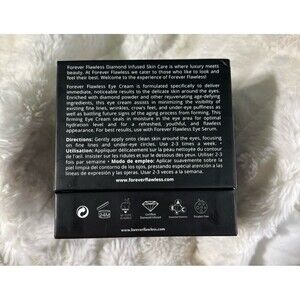 Forever Flawless Diamond Infused Skin Care is where luxury meets
beauty. At Forever Flawless we cater to those who like to look and
feel their best. Welcome to the experience of Forever Flawless!
Forever Flawless Eye Cream is formulated specifically to deliver
immediate, noticeable results to the delicate skin around the eyes.
Enriched with diamond powder and other rejuvenating age-defying
ingredients, this eye cream assists in minimizing the visibility of
existing fine lines, wrinkles, crow's feet, and under-eye puffiness as
well as battling future signs of the aging process from forming. This
firming Eye Cream seals in moisture in the eye area for optimal
hydration level and for a refreshed, youthful, and flawless
appearance. For best results, use with Forever Flawless Eye Serum.
Directions: Gently apply onto clean skin around the eyes, focusing
on fine lines and under-eye circles. Use 2-3 times a week. •
Utilisation: Appliquer délicatement sur la peau nettoyée du contour
de l'œil. Insister sur les ridules et sur le dessous des yeux. Utiliser 2-3
fois par semaine • Modo de empleo: Aplicar suavemente sobre la
piel limpia del contorno de los ojos, prestando especial atención a las
líneas de expresión y las ojeras. Usar 2-3 veces a la semana.
www.foreverflawless.com
24M
Certified
Diamond Infused
Paraben Free
www.foreverflawless.com